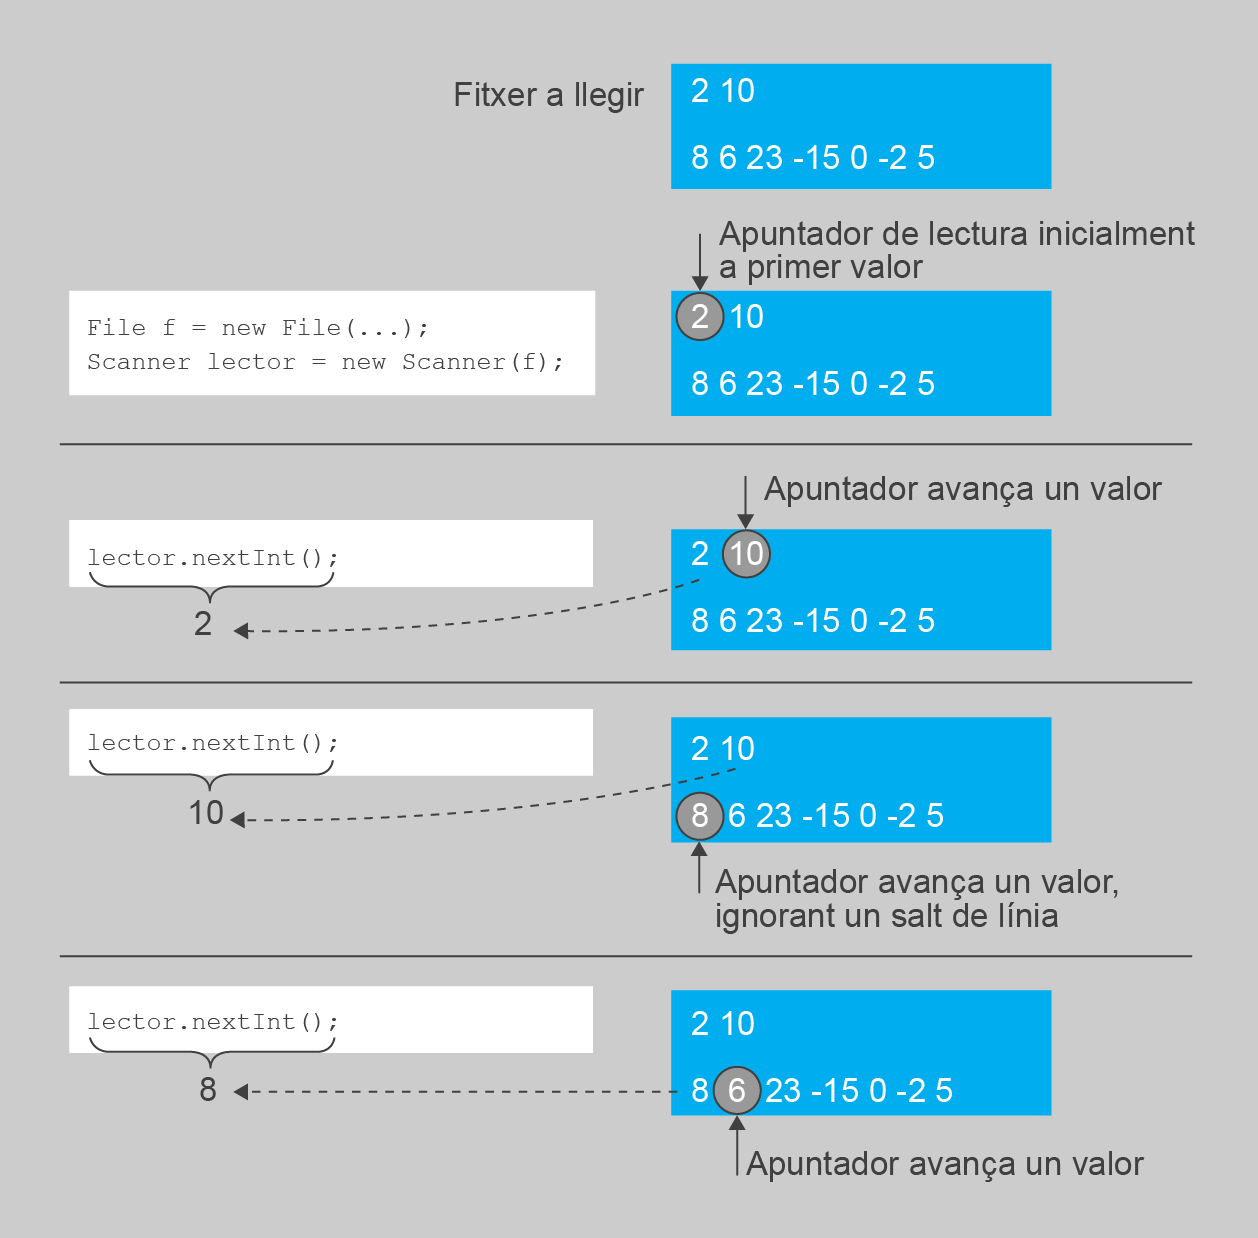 Fitxer a llegir
2 10
8 6 23 -15 0 -2 5
Apuntador de lectura inicialment
a primer valor
File f = new File(...);
Scanner lector = new Scanner(f);
2 10
8 6 23 -15 0 -2 5
Apuntador avança un valor
lector.nextInt();
2
2 10
8 6 23 -15 0 -2 5
lector.nextInt();
10
2 10
8 6 23 -15 0 -2 5
Apuntador avança un valor,
ignorant un salt de línia
lector.nextInt();
8
2 10
8 6 23 -15 0 -2 5
Apuntador avança un valor